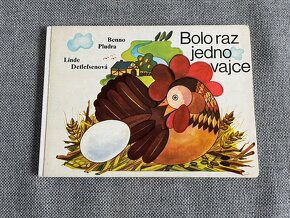 Benno
Pludra
Linde
Detlefsenová
Bolo raz
jedno
vajce